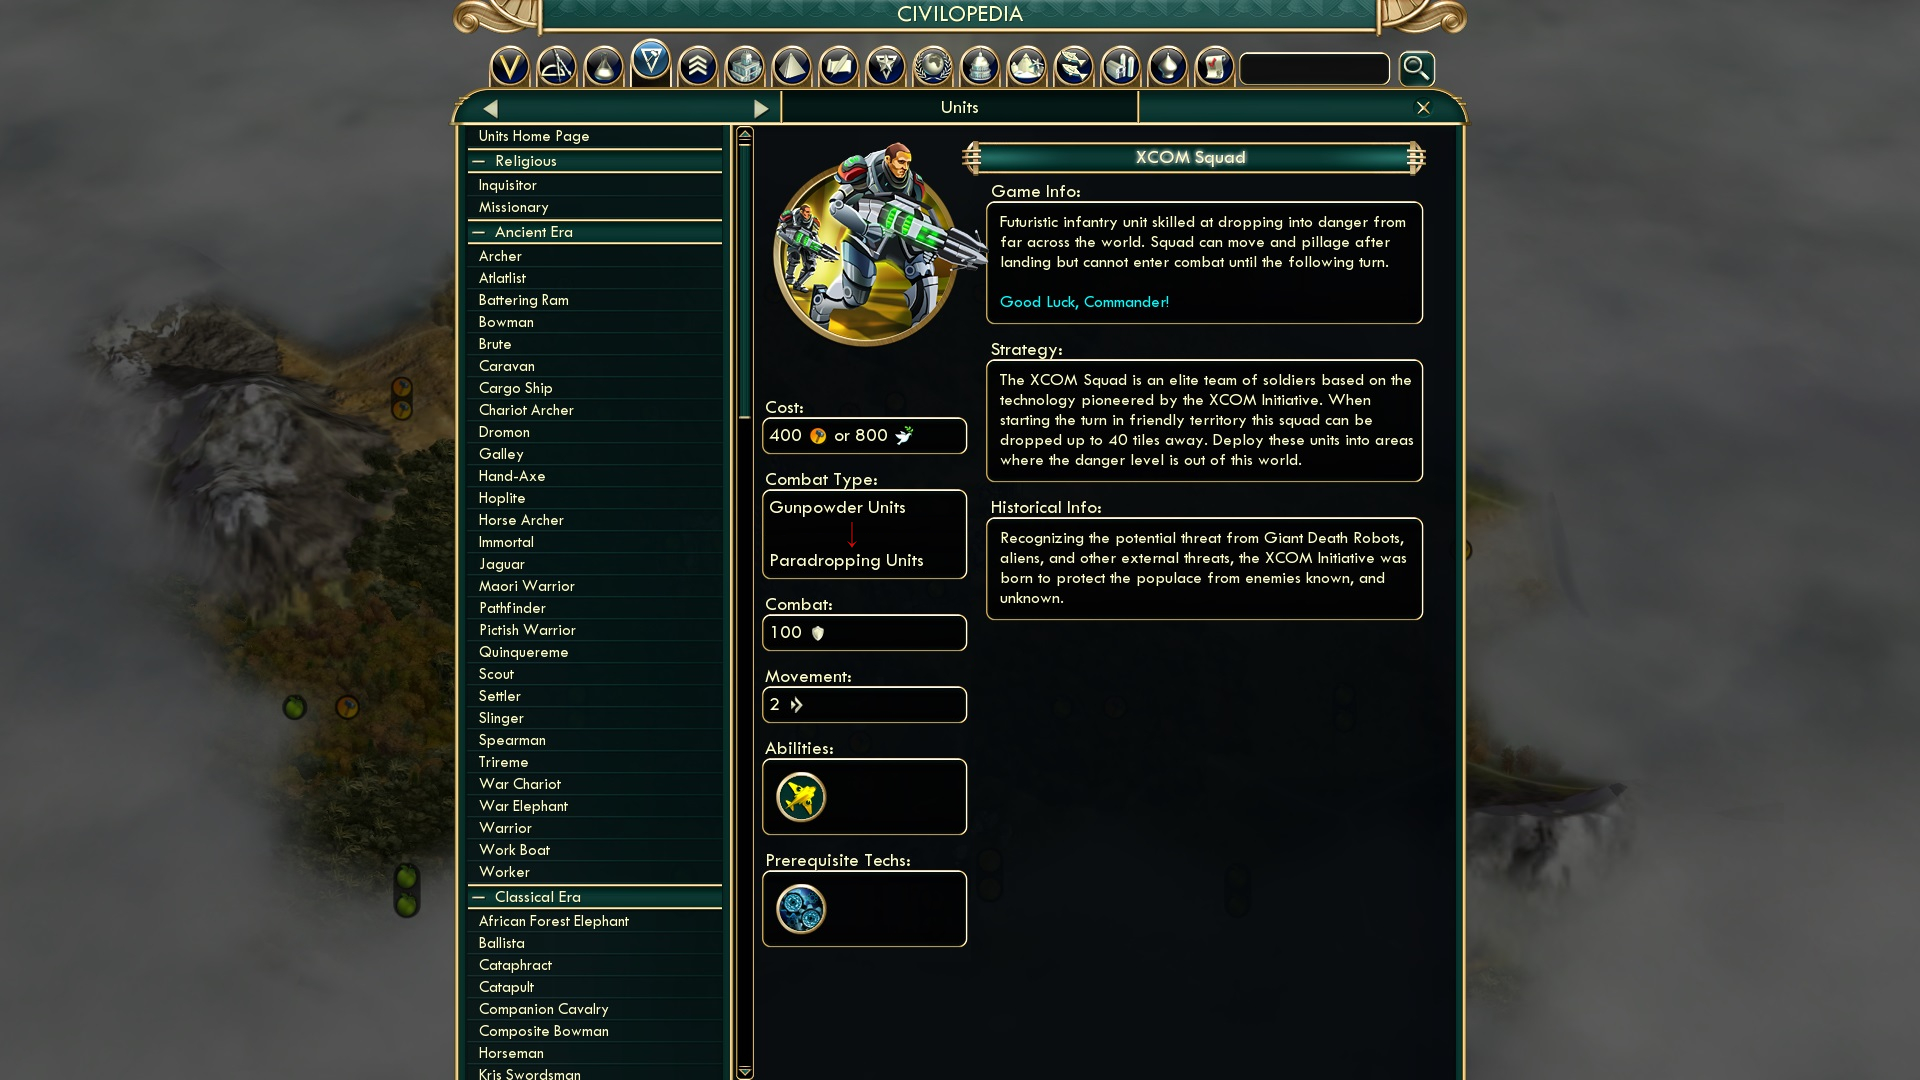 CIVILOPEDIA
Units
Units Home Page
Religious
Inquisitor
Missionary
Ancient Era
Archer
Atlatlist
Battering Ram
Bowman
Brute
Caravan
Cargo Ship
Chariot Archer
Dromon
Galley
Hand-Axe
Hoplite
Horse Archer
Immortal
Jaguar
Maori Warrior
Pathfinder
Pictish Warrior
Quinquereme
Scout
Settler
Slinger
Spearman
Trireme
War Chariot
War Elephant
Warrior
Work Boat
Worker
Classical Era
African Forest Elephant
Ballista
Cataphract
Catapult
Companion Cavalry
Composite Bowman
Horseman
Kris Swordsman
Cost:
400 or 800
Combat Type:
Gunpowder Units
Paradropping Units
Combat:
100
Movement:
2
Abilities:
Prerequisite Techs:
XCOM Squad
Game Info:
Futuristic infantry unit skilled at dropping into danger from
far across the world. Squad can move and pillage after
landing but cannot enter combat until the following turn.
Good Luck, Commander!
Strategy:
The XCOM Squad is an elite team of soldiers based on the
technology pioneered by the XCOM Initiative. When
starting the turn in friendly territory this squad can be
dropped up to 40 tiles away. Deploy these units into areas
where the danger level is out of this world.
Historical Info:
Recognizing the potential threat from Giant Death Robots,
aliens, and other external threats, the XCOM Initiative was
born to protect the populace from enemies known, and
unknown.